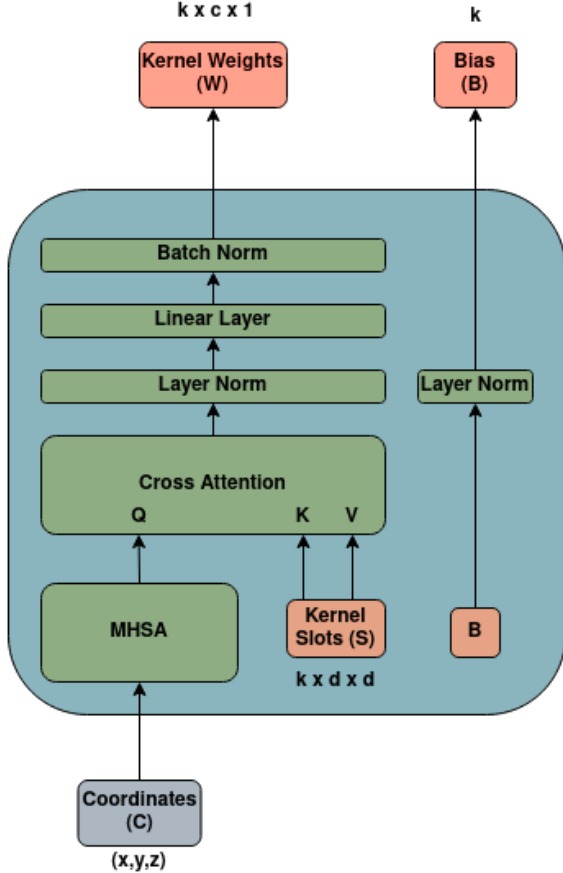 k x c x 1
k
Kernel Weights
(W)
Bias
(B)
Batch Norm
Linear Layer
Layer Norm
Layer Norm
Cross Attention
Q
K
V
MHSA
Kernel
Slots (S)
B
k x d x d
Coordinates
(C)
(x,y,z)